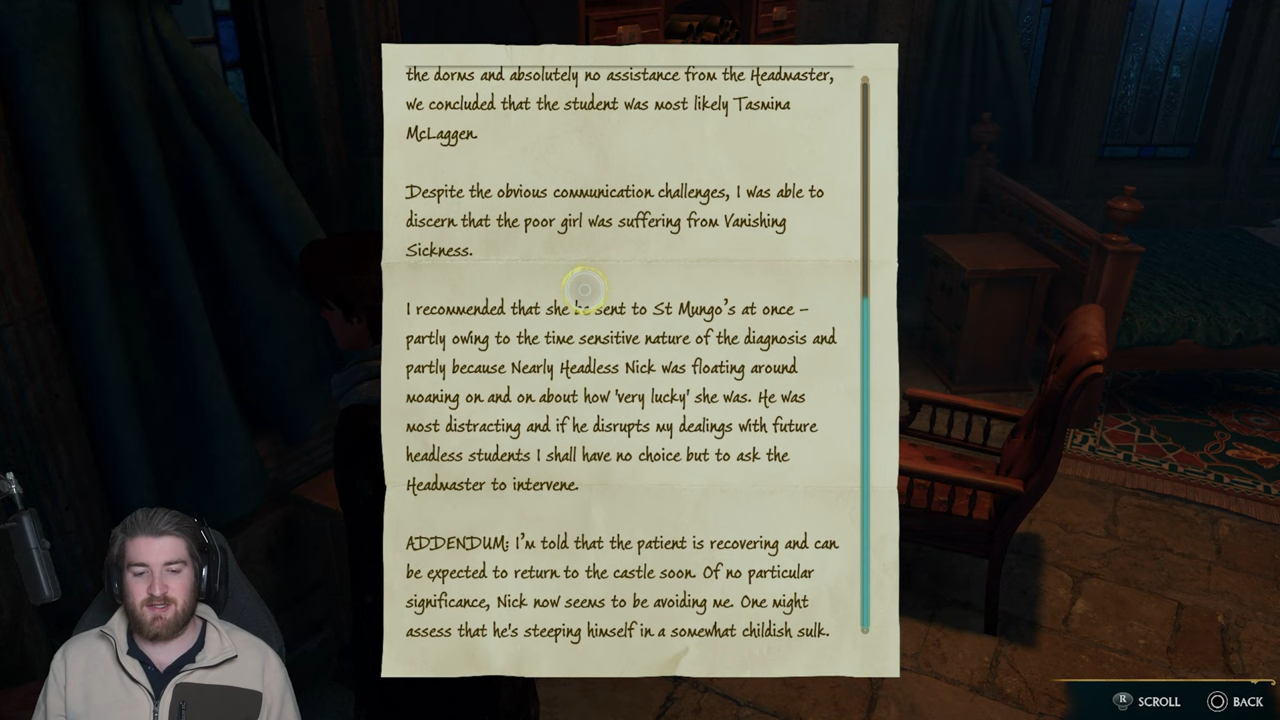 the dorms and absolutely no assistance from the Headmaster,
we concluded that the student was most likely Tasmina
McLaggen.
Despite the obvious communication challenges, I was able to
discern that the poor girl was suffering from Vanishing
Sickness.
I recommended that she be sent to St Mungo's at once –
partly owing to the time sensitive nature of the diagnosis and
partly because Nearly Headless Nick was floating around
moaning on and on about how 'very lucky' she was. He was
most distracting and if he disrupts my dealings with future
headless students I shall have no choice but to ask the
Headmaster to intervene.
ADDENDUM: I'm told that the patient is recovering and can
be expected to return to the castle soon. Of no particular
significance, Nick now seems to be avoiding me. One might
assess that he's steeping himself in a somewhat childish sulk.
R SCROLL BACK